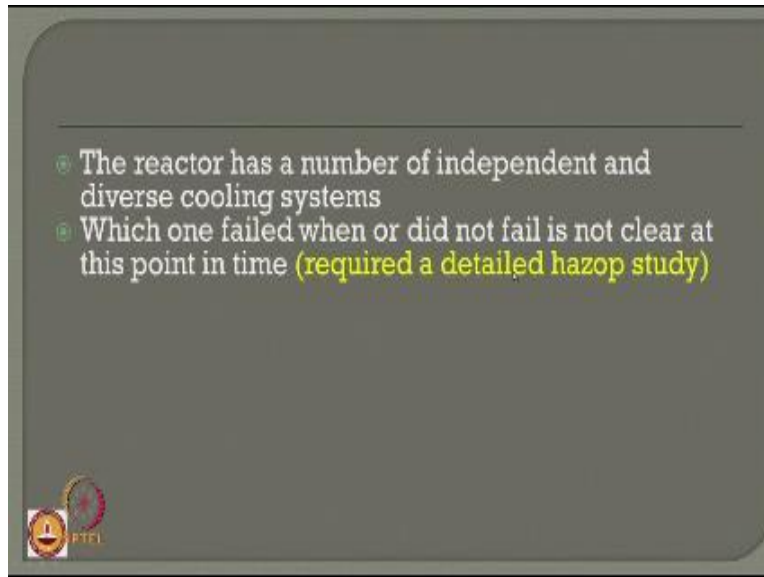 The reactor has a number of independent and
diverse cooling systems
Which one failed when or did not fail is not clear at
this point in time (required a detailed hazop study)
PTEL